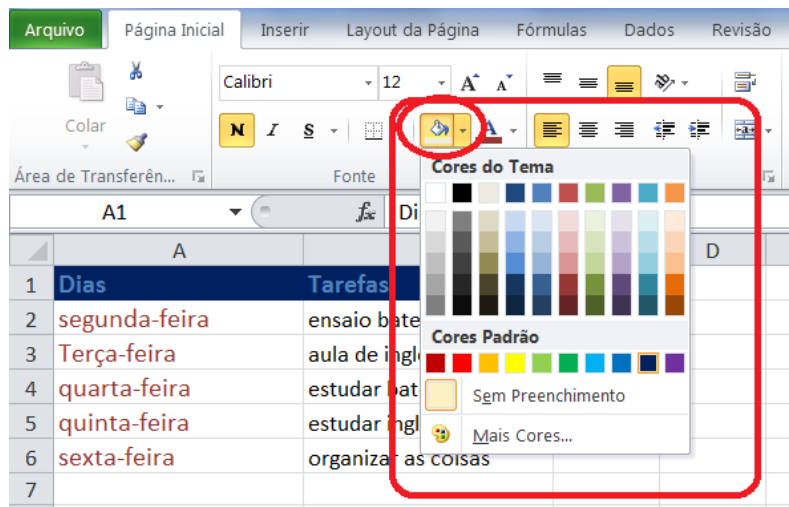 Arquivo Página Inicial Inserir Layout da Página Fórmulas Dados Revisão
Calibri 12 A A
Colar N I S A
Área de Transferên... Fonte
A1 fx Di
A D
1 Dias Tarefas
2 segunda-feira ensaio bate
3 Terça-feira aula de ingl
4 quarta-feira estudar bat
5 quinta-feira estudar ingl
6 sexta-feira organizar as coisas
7
Cores do Tema
Cores Padrão
Sem Preenchimento
Mais Cores...